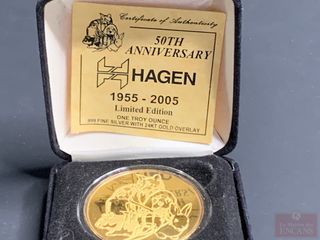 Certificate of Authenticity
50TH
ANNIVERSARY
HAGEN
1955 - 2005
Limited Edition
ONE TROY OUNCE
.999 FINE SILVER WITH 24KT GOLD OVERLAY
ENCANS